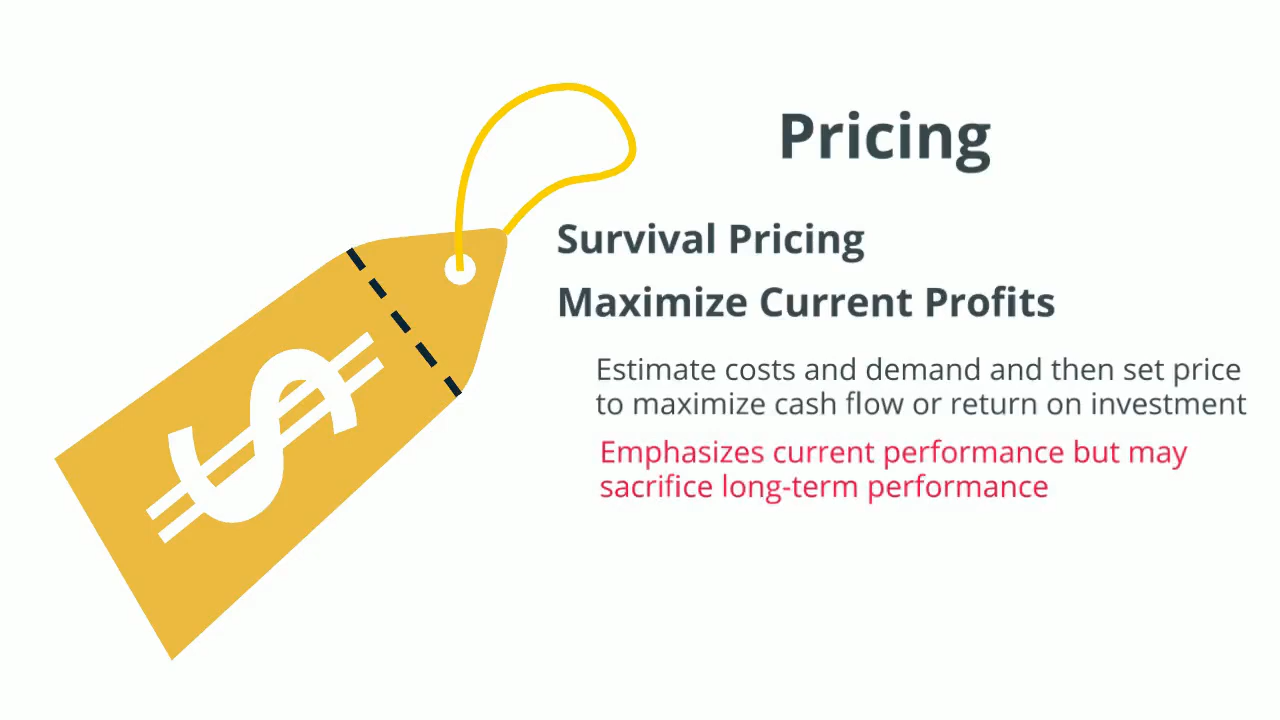 Pricing
Survival Pricing
Maximize Current Profits
Estimate costs and demand and then set price
to maximize cash flow or return on investment
Emphasizes current performance but may
sacrifice long-term performance
$